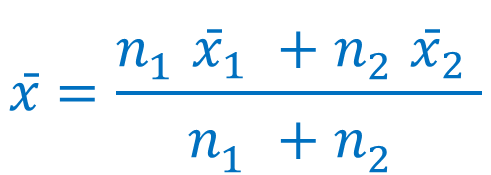 x̄ = (n₁ x̄₁ + n₂ x̄₂) / (n₁ + n₂)